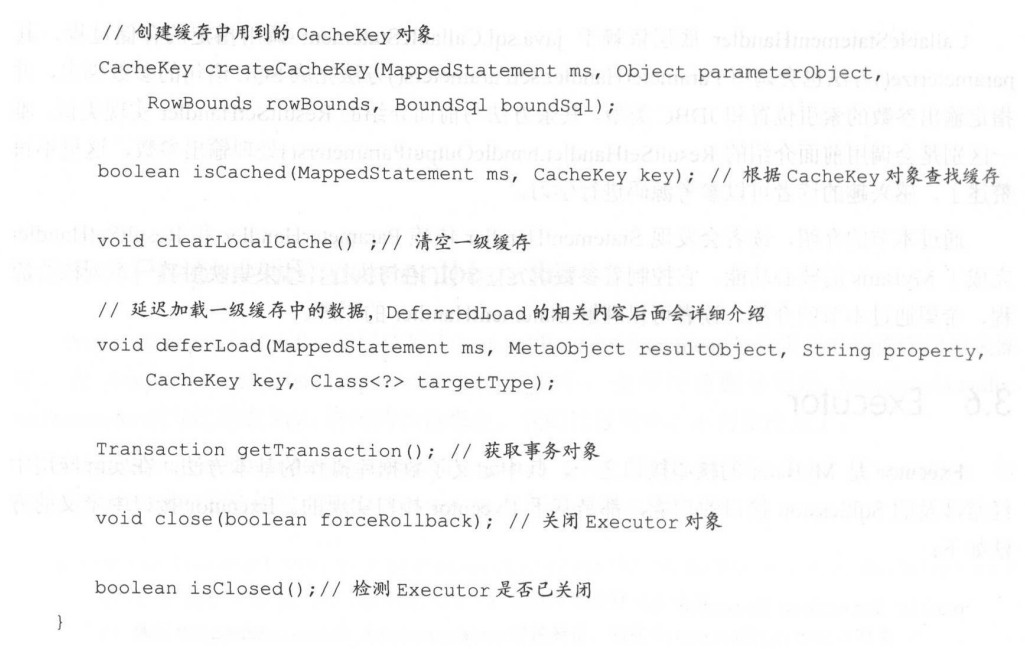 // 创建缓存中用到的 CacheKey 对象
CacheKey createCacheKey(MappedStatement ms, Object parameterObject,
RowBounds rowBounds, BoundSql boundSql);
boolean isCached(MappedStatement ms, CacheKey key); // 根据 CacheKey 对象查找缓存
void clearLocalCache() ;// 清空一级缓存
// 延迟加载一级缓存中的数据, DeferredLoad 的相关内容后面会详细介绍
void deferLoad(MappedStatement ms, MetaObject resultObject, String property,
CacheKey key, Class<?> targetType);
3.6 Executor
Transaction getTransaction(); // 获取事务对象
void close(boolean forceRollback); // 关闭 Executor 对象
boolean isClosed();// 检测 Executor 是否已关闭
}